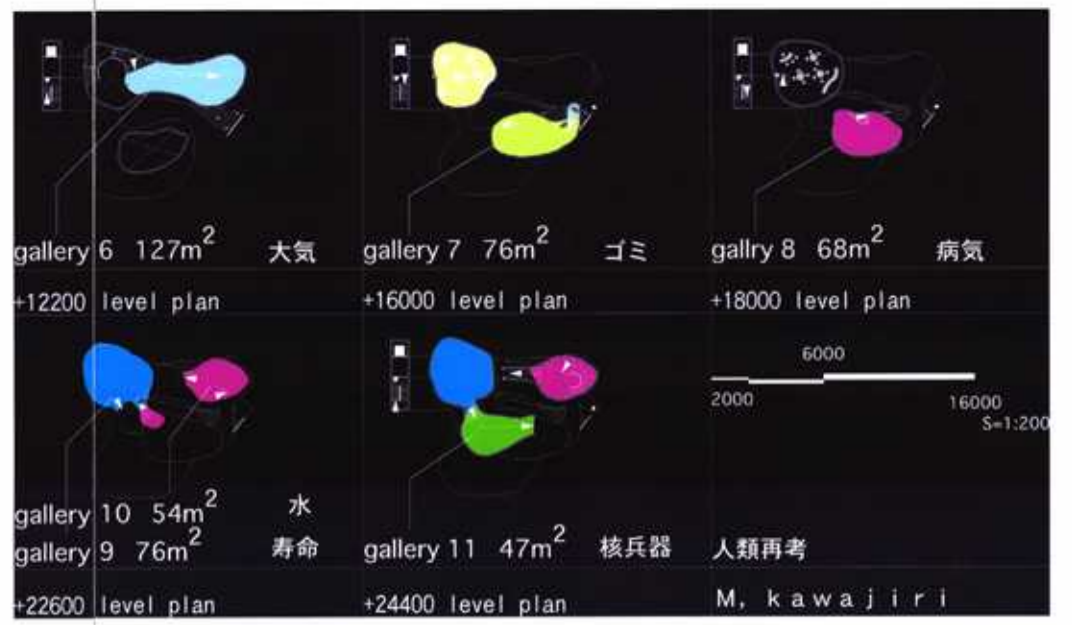 gallery 6 127m2 大気
+12200 level plan
gallery 7 76m2 ゴミ
+16000 level plan
gallry 8 68m2 病気
+18000 level plan
gallery 10 54m2 水
gallery 9 76m2 寿命
+22600 level plan
gallery 11 47m2 核兵器
+24400 level plan
6000
2000 16000
S=1:200
人類再考
M, kawajiri